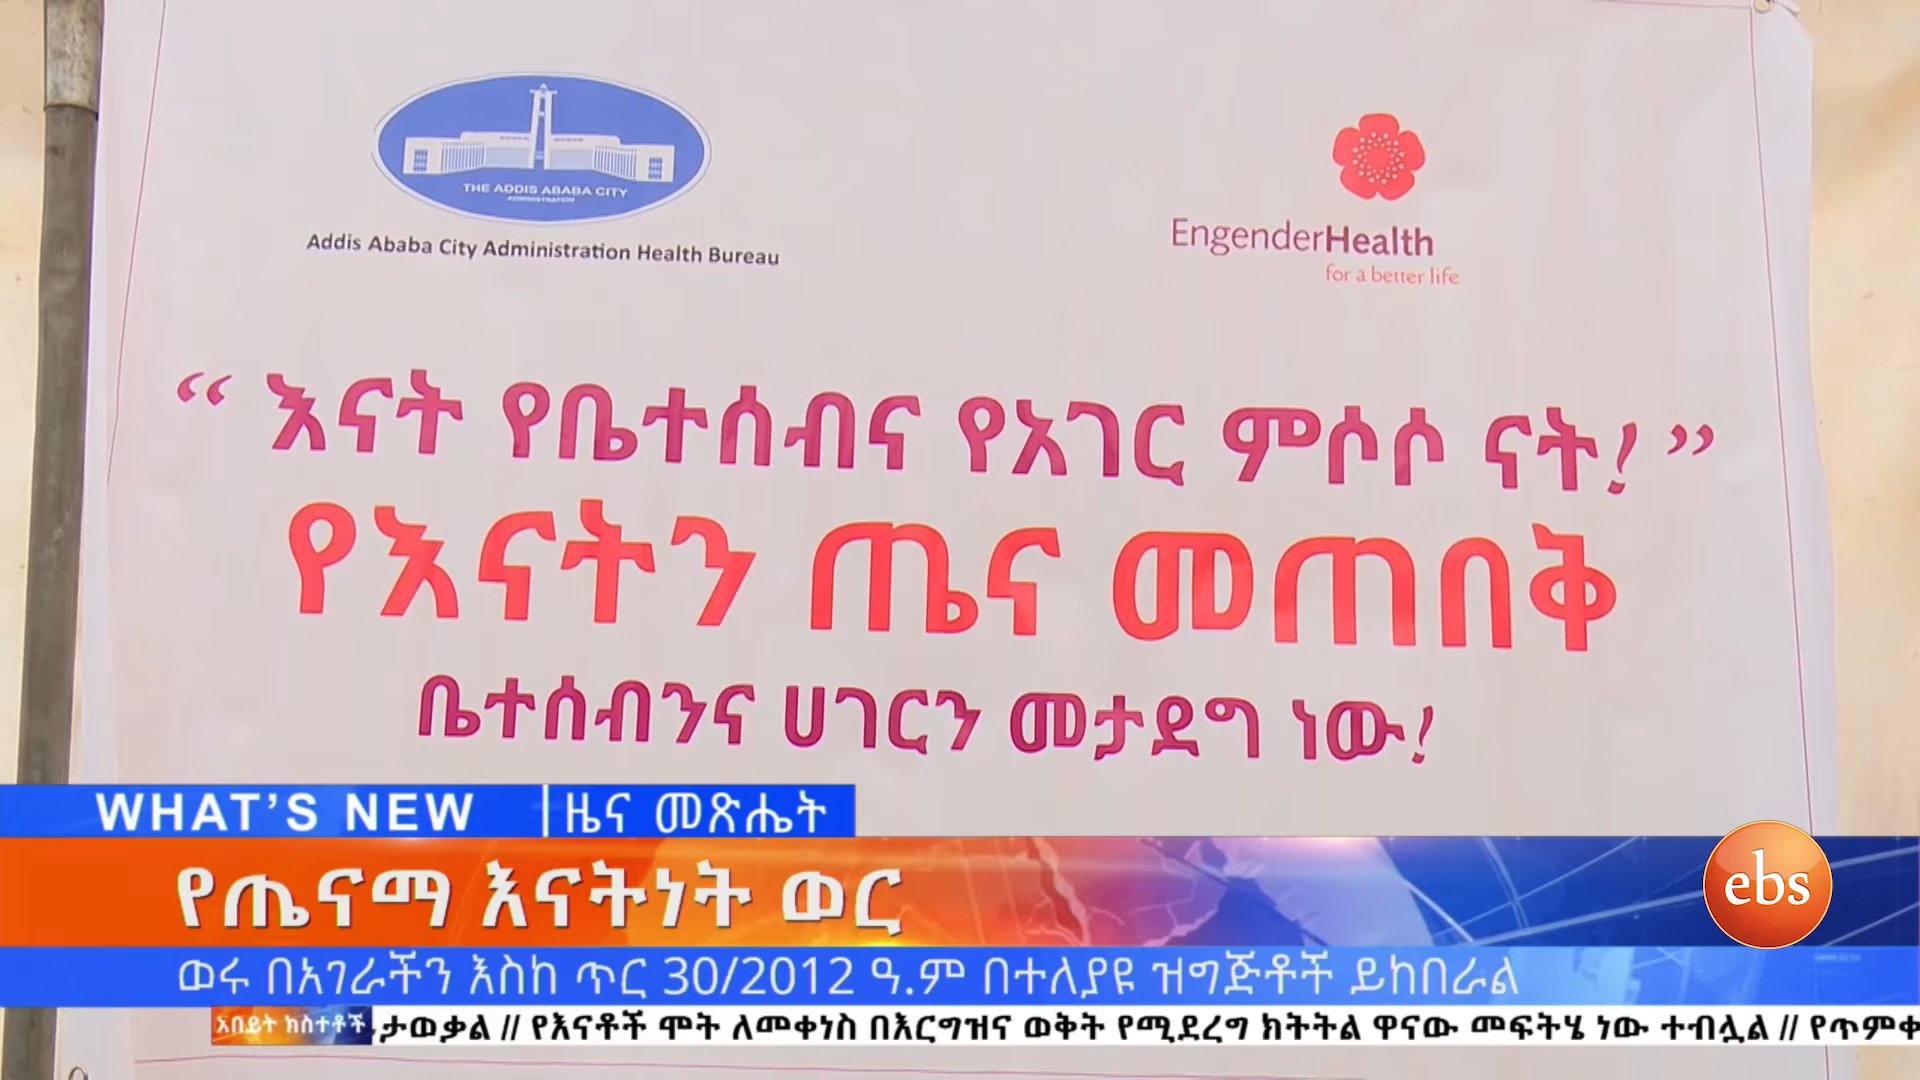 THE ADDIS ABABA CITY
ADMINISTRATION
Addis Ababa City Administration Health Bureau
EngenderHealth
for a better life
“ እናት የቤተሰብና የአገር ምሶሶ ናት! ”
የእናትን ጤና መጠበቅ
ቤተሰብንና ሀገርን መታደግ ነው!
WHAT’S NEW | ዜና መጽሔት
የጤናማ እናትነት ወር
ebs
ወሩ በአገራችን እስከ ጥር 30/2012 ዓ.ም በተለያዩ ዝግጅቶች ይከበራል
አበይት ክስተቶች ታወቃል // የእናቶች ሞት ለመቀነስ በእርግዝና ወቅት የሚደረግ ክትትል ዋናው መፍትሄ ነው ተብሏል // የጥምቀ